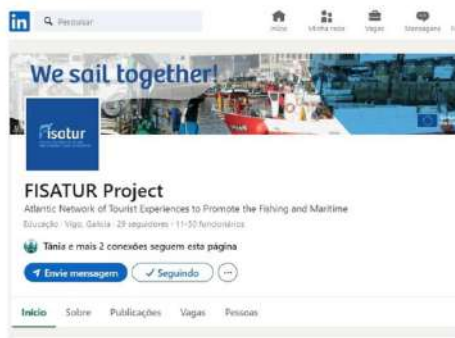 in
Pesquisar
Início
Minha rede
Vagas
Mensagens
We sail together!
Fisatur
FISATUR Project
Atlantic Network of Tourist Experiences to Promote the Fishing and Maritime
Educação · Vigo, Galicia · 29 seguidores · 11-50 funcionários
Tânia e mais 2 conexões seguem esta página
Envie mensagem
Seguindo
Início
Sobre
Publicações
Vagas
Pessoas